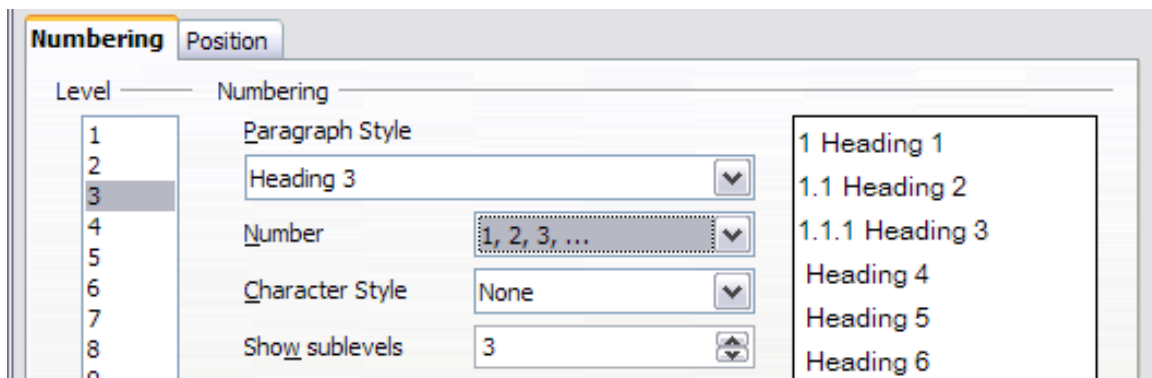 Numbering Position
Level Numbering
1
2
3
4
5
6
7
8
9
Paragraph Style
Heading 3
Number 1, 2, 3, ...
Character Style None
Show sublevels 3
1 Heading 1
1.1 Heading 2
1.1.1 Heading 3
Heading 4
Heading 5
Heading 6